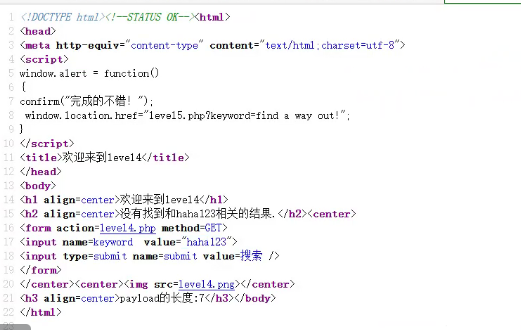 1 <!DOCTYPE html><!--STATUS OK--><html>
2 <head>
3 <meta http-equiv="content-type" content="text/html;charset=utf-8">
4 <script>
5 window.alert = function()
6 {
7 confirm("完成的不错！");
8 window.location.href="level5.php?keyword=find a way out!";
9 }
10 </script>
11 <title>欢迎来到level4</title>
12 </head>
13 <body>
14 <h1 align=center>欢迎来到level4</h1>
15 <h2 align=center>没有找到和haha123相关的结果.</h2><center>
16 <form action=level4.php method=GET>
17 <input name=keyword  value="haha123">
18 <input type=submit name=submit value=搜索 />
19 </form>
20 </center><center><img src=level4.png></center>
21 <h3 align=center>payload的长度:7</h3></body>
22 </html>